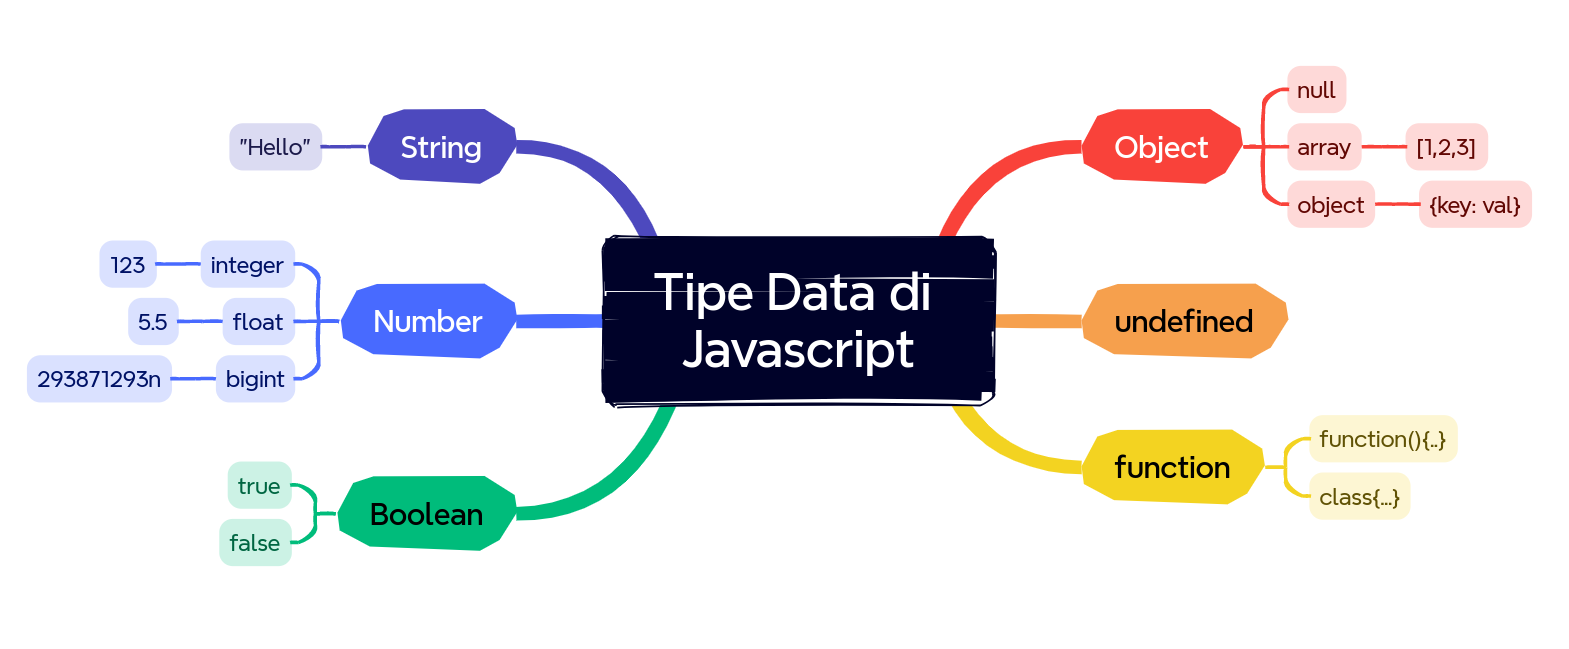 Tipe Data di
Javascript
String
"Hello"
Number
integer
123
float
5.5
bigint
293871293n
Boolean
true
false
Object
null
array
[1,2,3]
object
{key: val}
undefined
function
function(){..}
class{...}